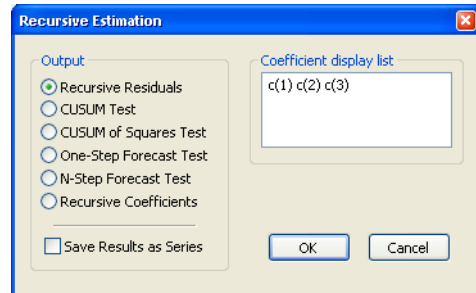 Recursive Estimation
Output
Recursive Residuals
CUSUM Test
CUSUM of Squares Test
One-Step Forecast Test
N-Step Forecast Test
Recursive Coefficients
Save Results as Series
Coefficient display list
c(1) c(2) c(3)
OK
Cancel